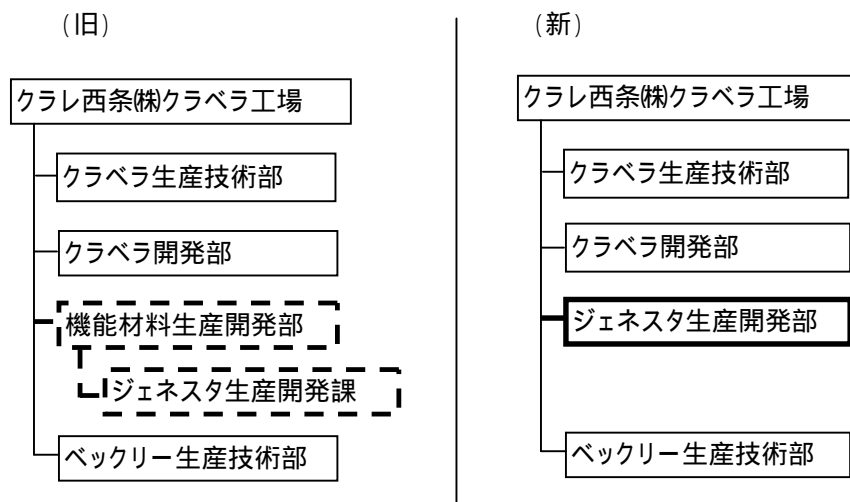 (旧)
クラレ西条㈱クラベラ工場
クラベラ生産技術部
クラベラ開発部
機能材料生産開発部
ジェネスタ生産開発課
ベックリー生産技術部
(新)
クラレ西条㈱クラベラ工場
クラベラ生産技術部
クラベラ開発部
ジェネスタ生産開発部
ベックリー生産技術部